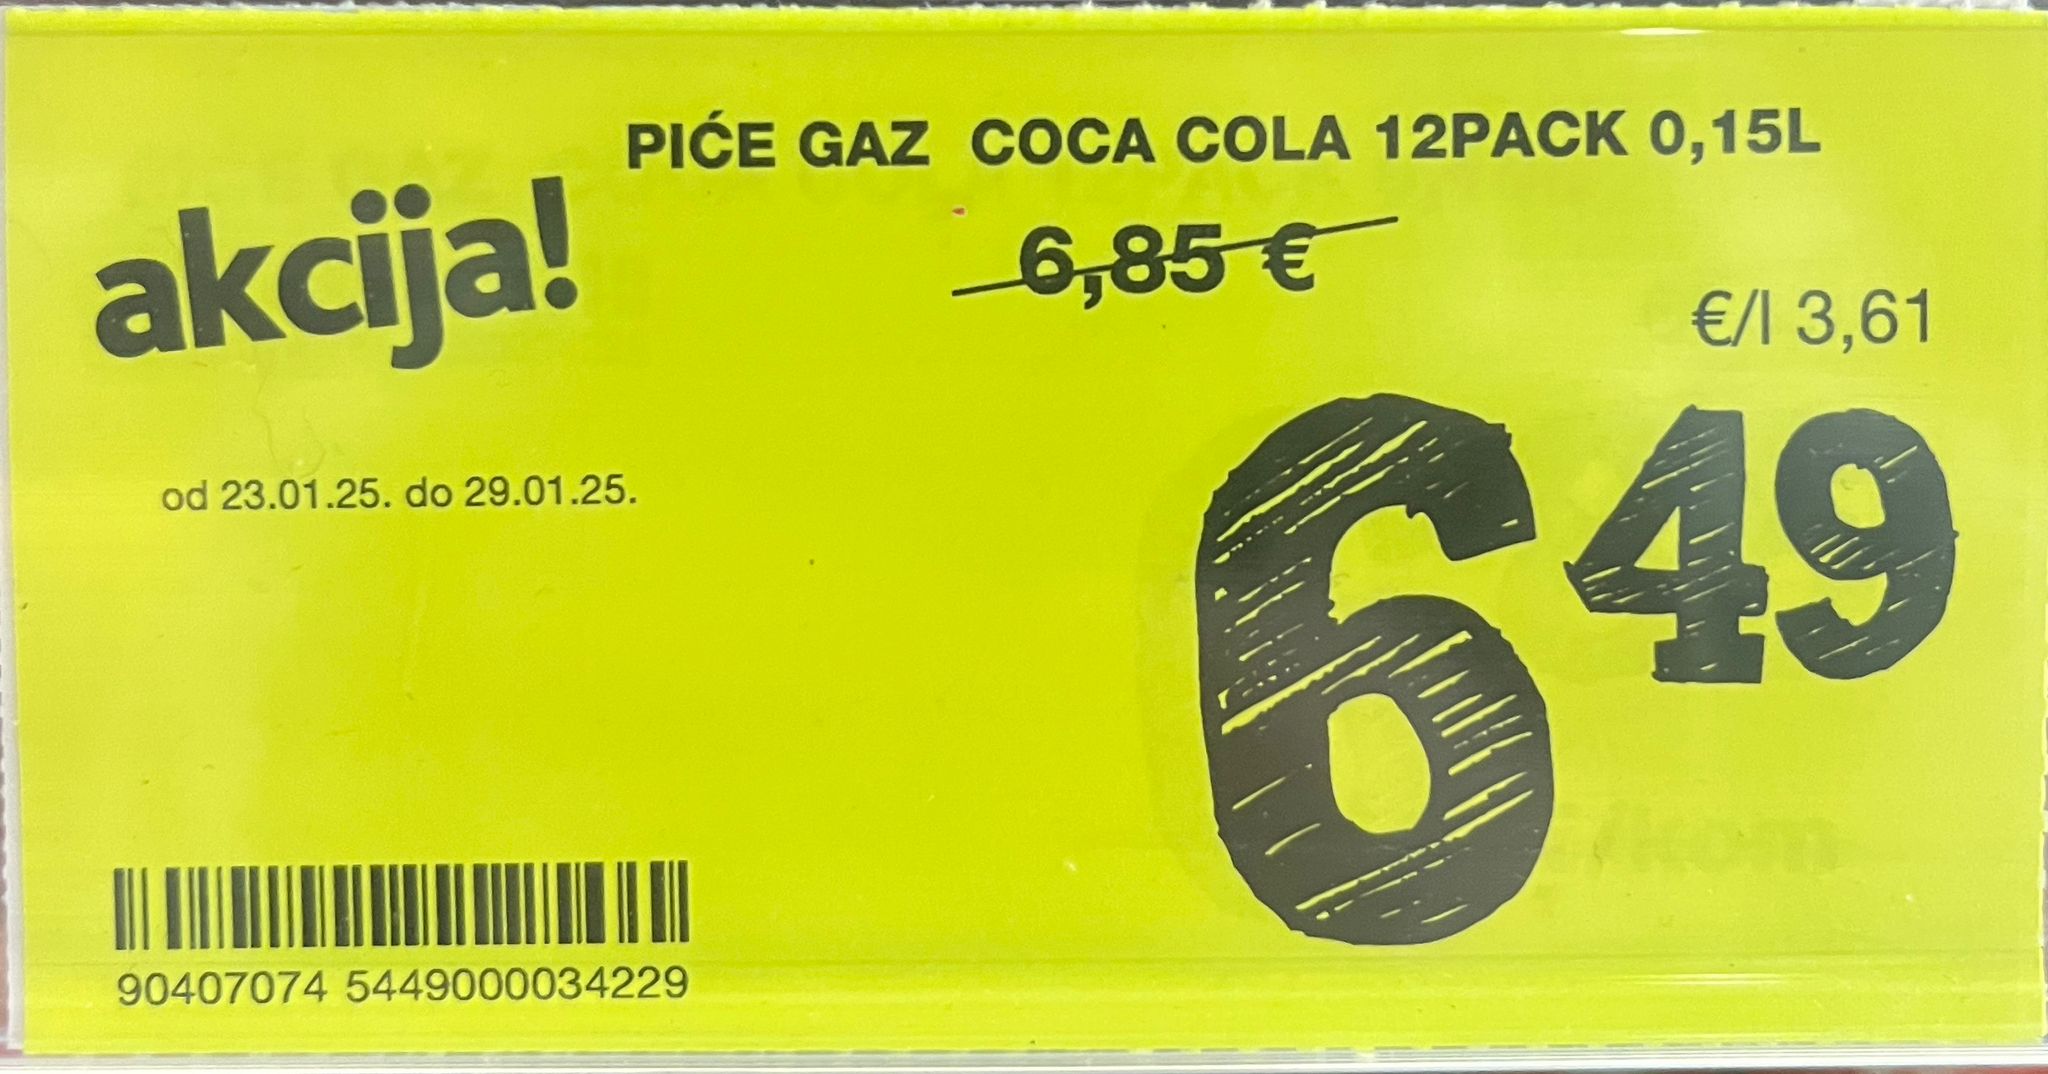 PIĆE GAZ COCA COLA 12PACK 0,15L
akcija!
6,85 €
€/l 3,61
6 49
od 23.01.25. do 29.01.25.
90407074 5449000034229